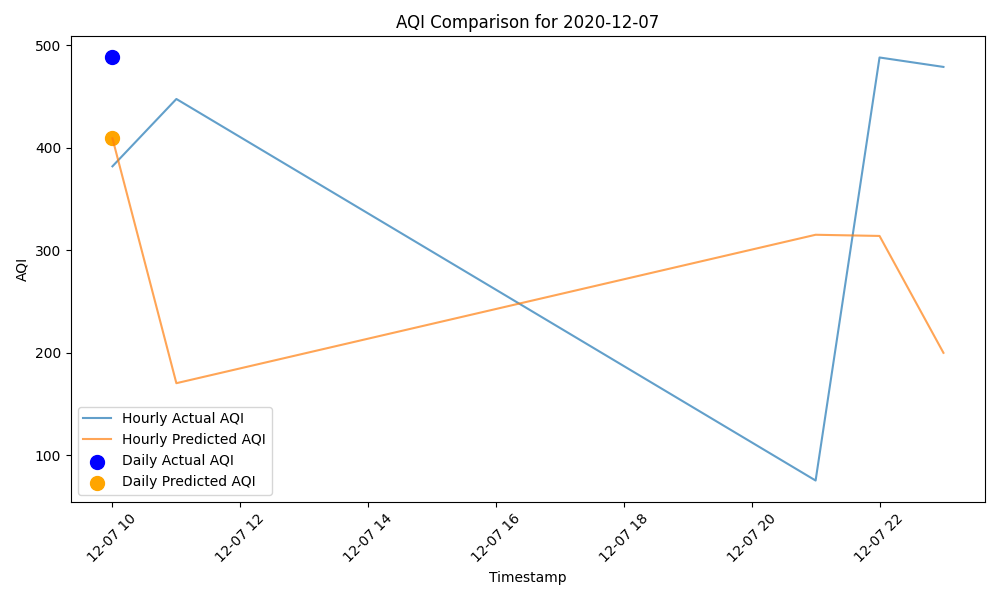 AQI Comparison for 2020-12-07
AQI
500
400
300
200
100
Hourly Actual AQI
Hourly Predicted AQI
Daily Actual AQI
Daily Predicted AQI
12-07 10
12-07 12
12-07 14
12-07 16
12-07 18
12-07 20
12-07 22
Timestamp